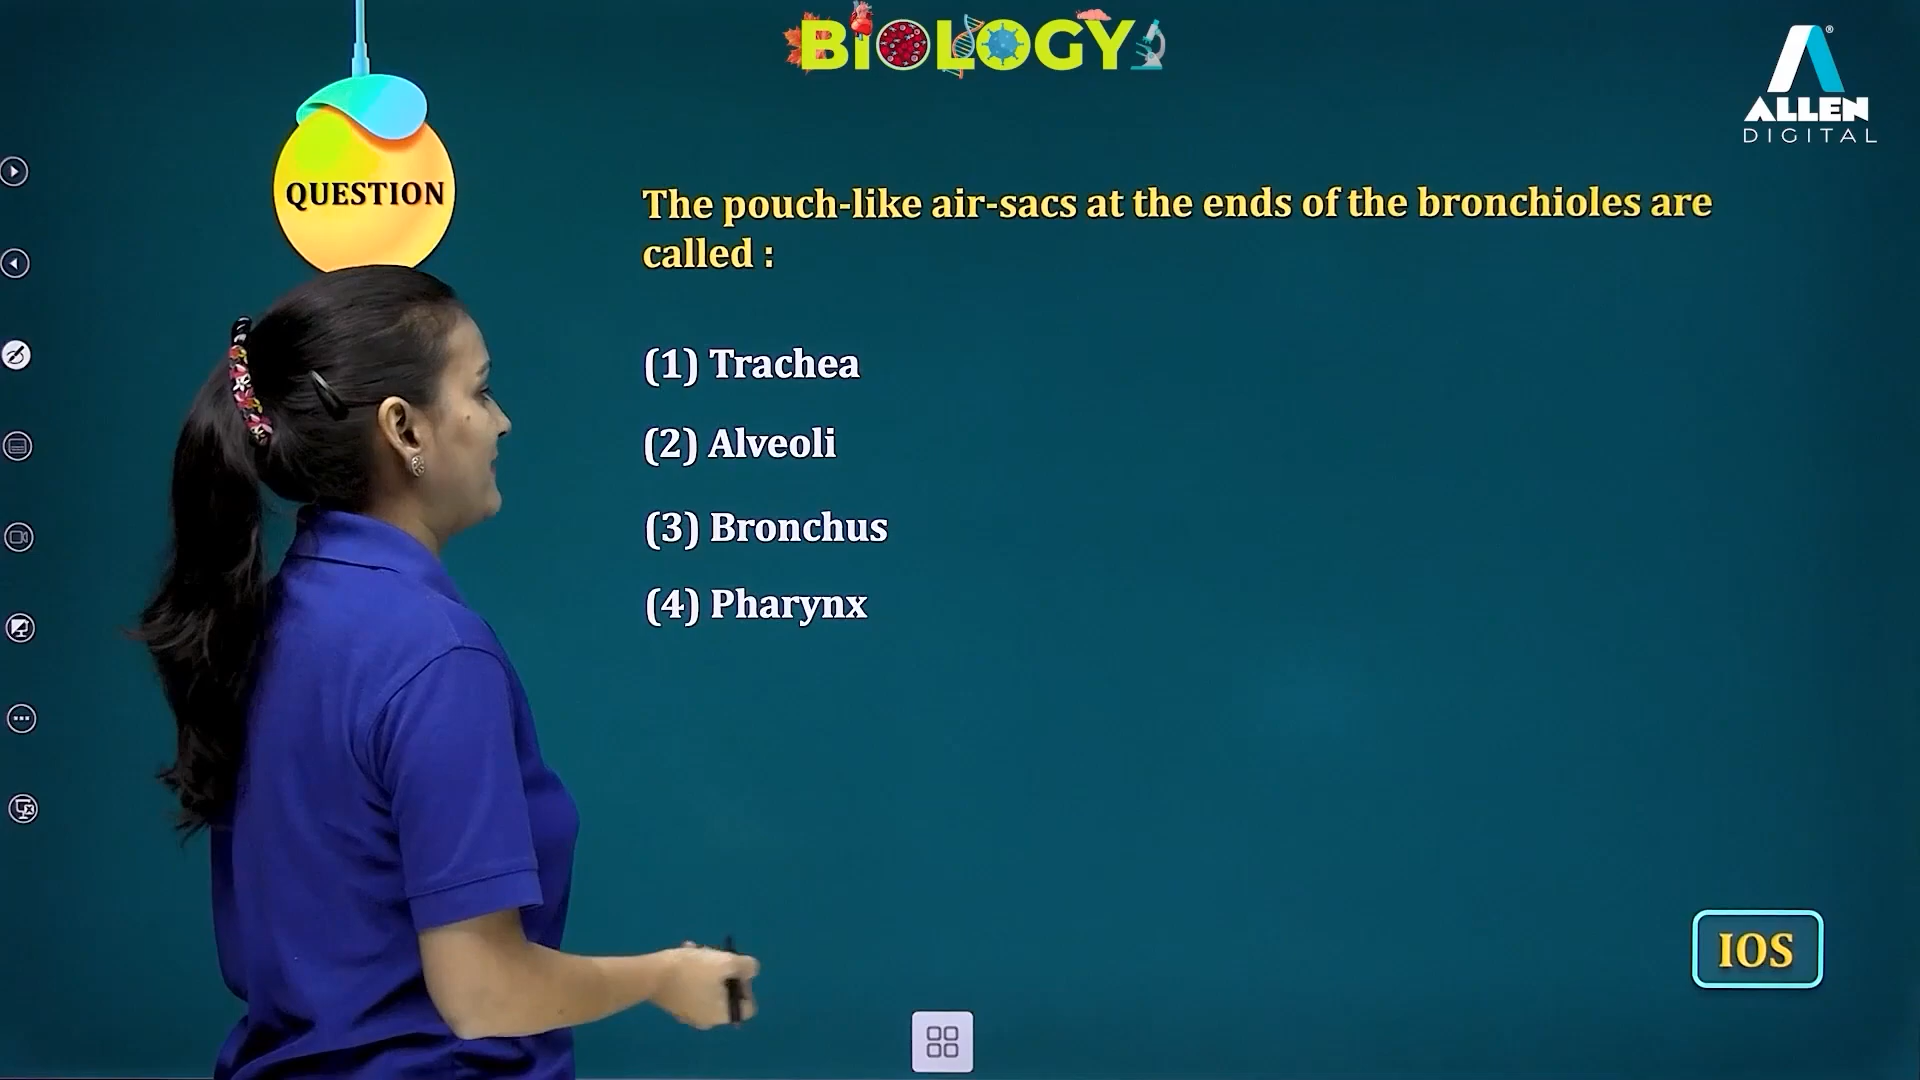 BIOLOGY
ALLEN
DIGITAL
QUESTION
The pouch-like air-sacs at the ends of the bronchioles are
called :
(1) Trachea
(2) Alveoli
(3) Bronchus
(4) Pharynx
IOS